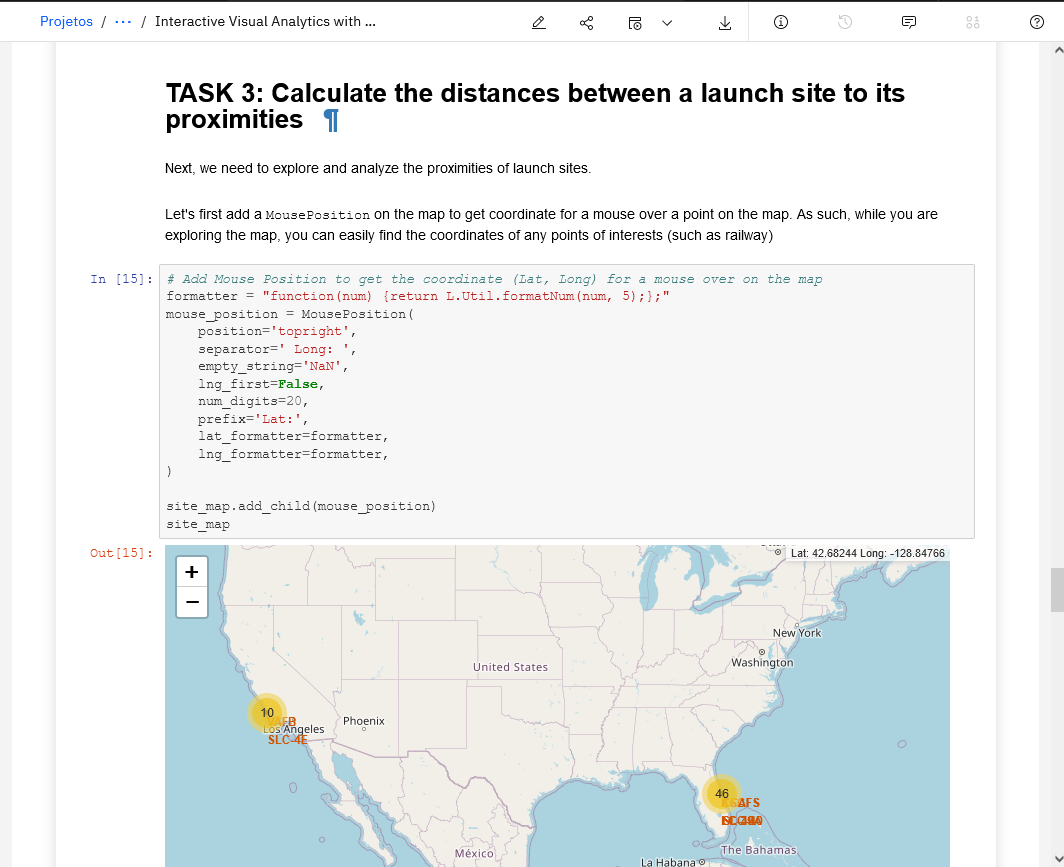 Projetos / ··· / Interactive Visual Analytics with ...
TASK 3: Calculate the distances between a launch site to its
proximities ¶
Next, we need to explore and analyze the proximities of launch sites.
Let's first add a MousePosition on the map to get coordinate for a mouse over a point on the map. As such, while you are
exploring the map, you can easily find the coordinates of any points of interests (such as railway)
In [15]:
# Add Mouse Position to get the coordinate (Lat, Long) for a mouse over on the map
formatter = "function(num) {return L.Util.formatNum(num, 5);};"
mouse_position = MousePosition(
    position='topright',
    separator=' Long: ',
    empty_string='NaN',
    lng_first=False,
    num_digits=20,
    prefix='Lat:',
    lat_formatter=formatter,
    lng_formatter=formatter,
)
site_map.add_child(mouse_position)
site_map
Out[15]:
Lat: 42.68244 Long: -128.84766
+
−
New York
United States
Washington
10
Phoenix
Los Angeles
SLC-4E
46
The Bahamas
México
La Habana